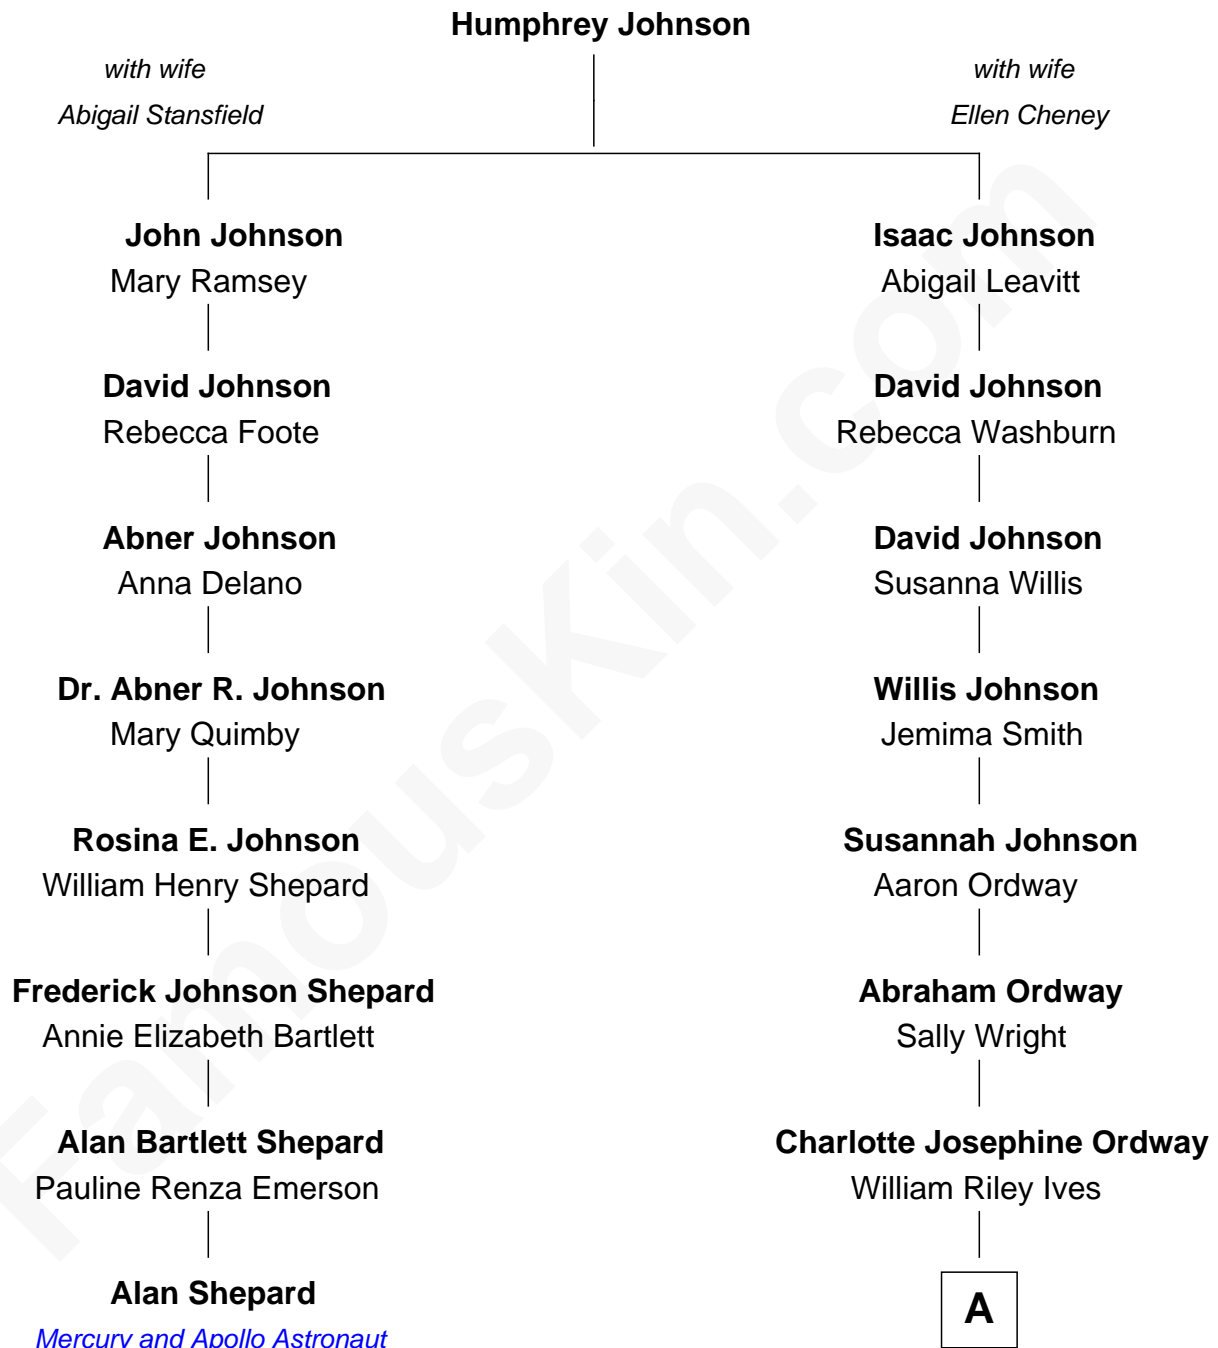 Humphrey Johnson
with wife
Abigail Stansfield
with wife
Ellen Cheney
John Johnson
Mary Ramsey
Isaac Johnson
Abigail Leavitt
David Johnson
Rebecca Foote
David Johnson
Rebecca Washburn
Abner Johnson
Anna Delano
David Johnson
Susanna Willis
Dr. Abner R. Johnson
Mary Quimby
Willis Johnson
Jemima Smith
Rosina E. Johnson
William Henry Shepard
Susannah Johnson
Aaron Ordway
Frederick Johnson Shepard
Annie Elizabeth Bartlett
Abraham Ordway
Sally Wright
Alan Bartlett Shepard
Pauline Renza Emerson
Charlotte Josephine Ordway
William Riley Ives
Alan Shepard
Mercury and Apollo Astronaut
A
FamousKin.com